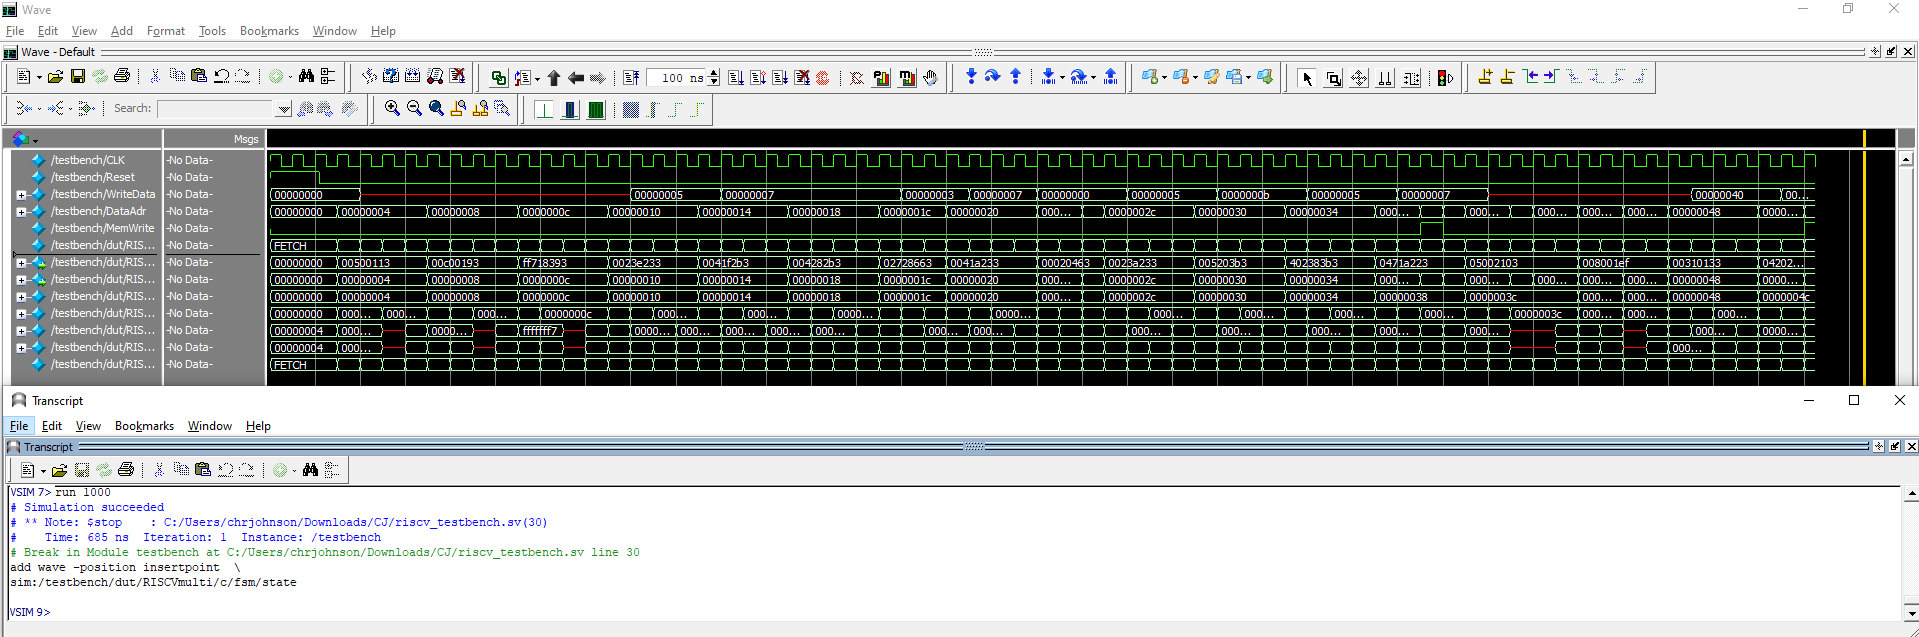 Wave
File Edit View Add Format Tools Bookmarks Window Help
Wave - Default
100 ns
Search:
Msgs
/testbench/CLK -No Data-
/testbench/Reset -No Data-
/testbench/WriteData -No Data- 00000000 00000005 00000007 00000003 00000007 00000000 00000005 0000000b 00000005 00000007 00000040 00...
/testbench/DataAdr -No Data- 00000000 00000004 00000008 0000000c 00000010 00000014 00000018 0000001c 00000020 000... 0000002c 00000030 00000034 000... 000... 000... 000... 000... 00000048 0000...
/testbench/MemWrite -No Data-
/testbench/dut/RIS... -No Data- FETCH
/testbench/dut/RIS... -No Data- 00000000 00500113 00c00193 ff718393 0023e233 0041f2b3 004282b3 02728663 0041a233 00020463 0023a233 005203b3 402383b3 0471a223 05002103 008001ef 00310133 04202...
/testbench/dut/RIS... -No Data- 00000000 00000004 00000008 0000000c 00000010 00000014 00000018 0000001c 00000020 000... 0000002c 00000030 00000034 000... 000... 000... 000... 000... 00000048 0000...
/testbench/dut/RIS... -No Data- 00000000 00000004 00000008 0000000c 00000010 00000014 00000018 0000001c 00000020 000... 0000002c 00000030 00000034 00000038 0000003c 000... 000... 00000048 0000004c
/testbench/dut/RIS... -No Data- 00000000 000... 000... 000... 0000000c 000... 000... 000... 0000... 000... 000... 000... 000... 0000003c 000... 000... 000...
/testbench/dut/RIS... -No Data- 00000004 000... 0000... fffffff7 0000... 000... 000... 000... 000... 000... 000... 000... 000... 000... 000... 000... 000... 0000...
/testbench/dut/RIS... -No Data- 00000004 000... 000...
/testbench/dut/RIS... -No Data- FETCH
Transcript
File Edit View Bookmarks Window Help
Transcript
VSIM 7> run 1000
# Simulation succeeded
# ** Note: $stop : C:/Users/chrjohnson/Downloads/CJ/riscv_testbench.sv(30)
# Time: 685 ns Iteration: 1 Instance: /testbench
# Break in Module testbench at C:/Users/chrjohnson/Downloads/CJ/riscv_testbench.sv line 30
add wave -position insertpoint \
sim:/testbench/dut/RISCVmulti/c/fsm/state
VSIM 9>